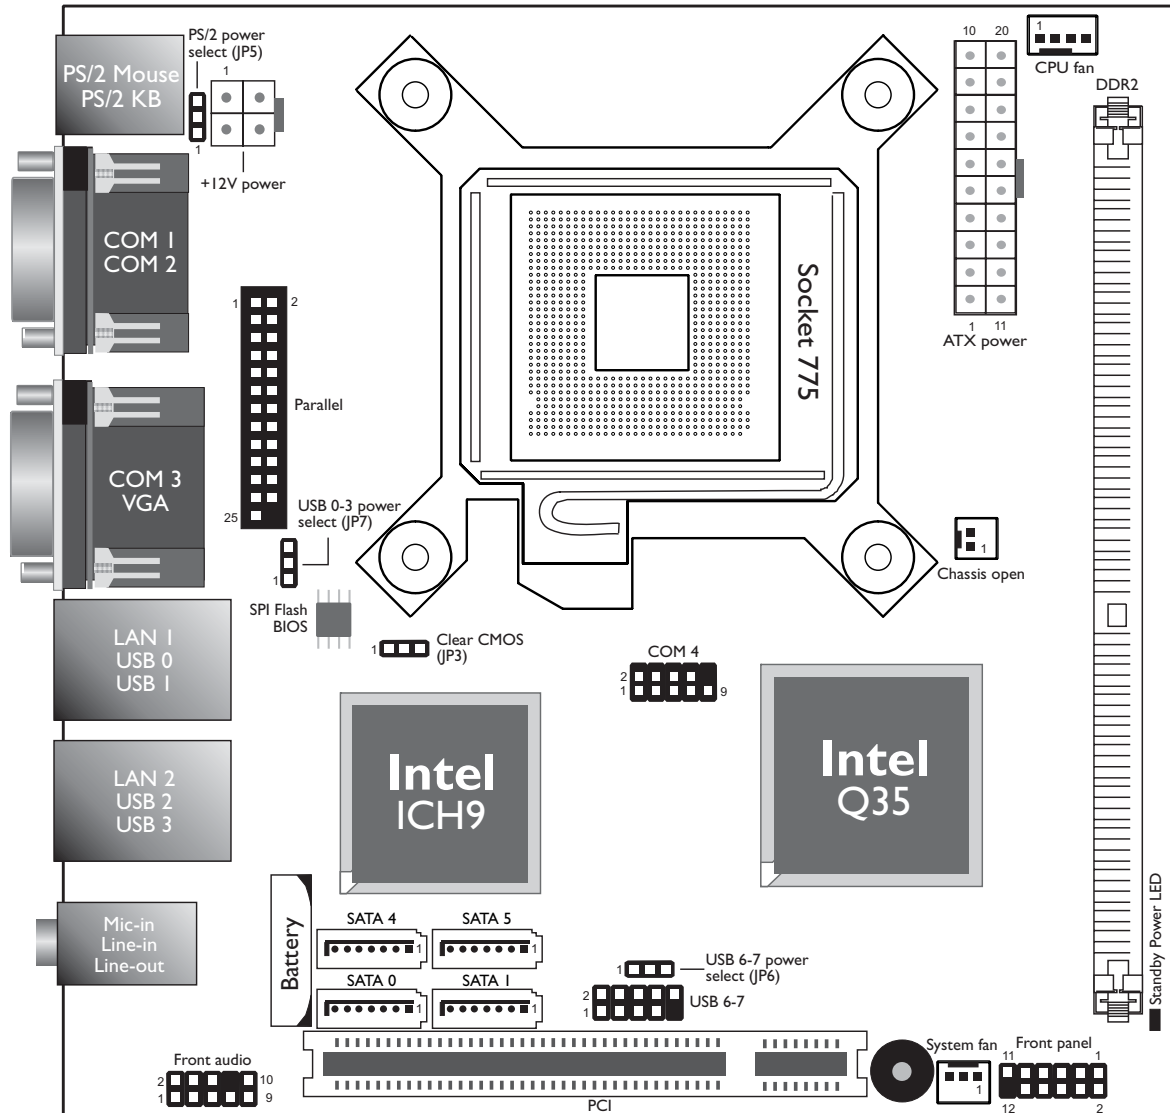 PS/2 power
select (JP5)
1
1
+12V power
PS/2 Mouse
PS/2 KB
COM 1
COM 2
1
2
Parallel
25
COM 3
VGA
USB 0-3 power
select (JP7)
1
SPI Flash
BIOS
1
Clear CMOS
(JP3)
Socket 775
10 20
1 11
ATX power
1
CPU fan
DDR2
1
Chassis open
COM 4
2
1
9
LAN 1
USB 0
USB 1
LAN 2
USB 2
USB 3
Intel
ICH9
Intel
Q35
Mic-in
Line-in
Line-out
Battery
SATA 4
1
SATA 5
1
SATA 0
1
SATA 1
1
1
USB 6-7 power
select (JP6)
2
1
USB 6-7
Standby Power LED
Front audio
2 10
1 9
PCI
System fan
1
Front panel
11 1
12 2